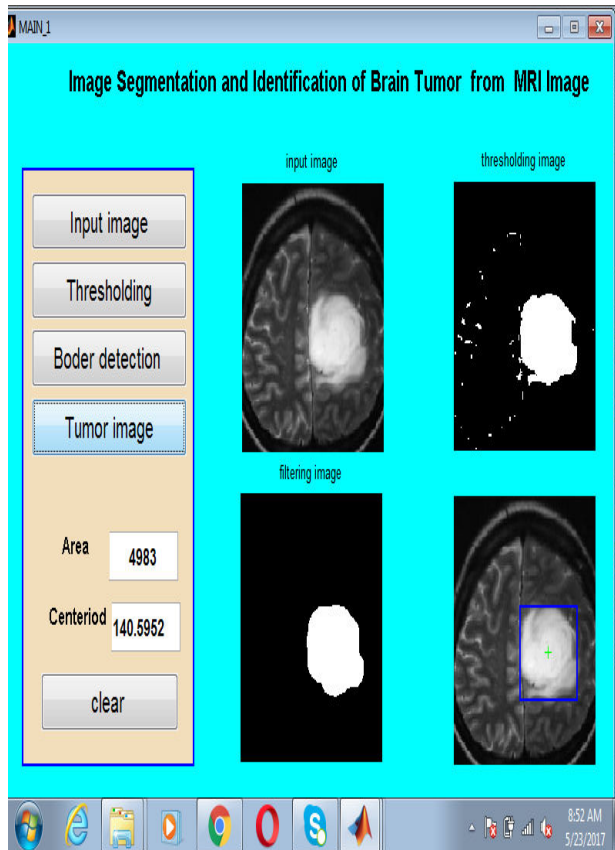 MAIN_1
Image Segmentation and Identification of Brain Tumor from MRI Image
input image
thresholding image
Input image
Thresholding
Boder detection
Tumor image
filtering image
Area
4983
Centeriod
140.5952
clear
8:52 AM
5/23/2017